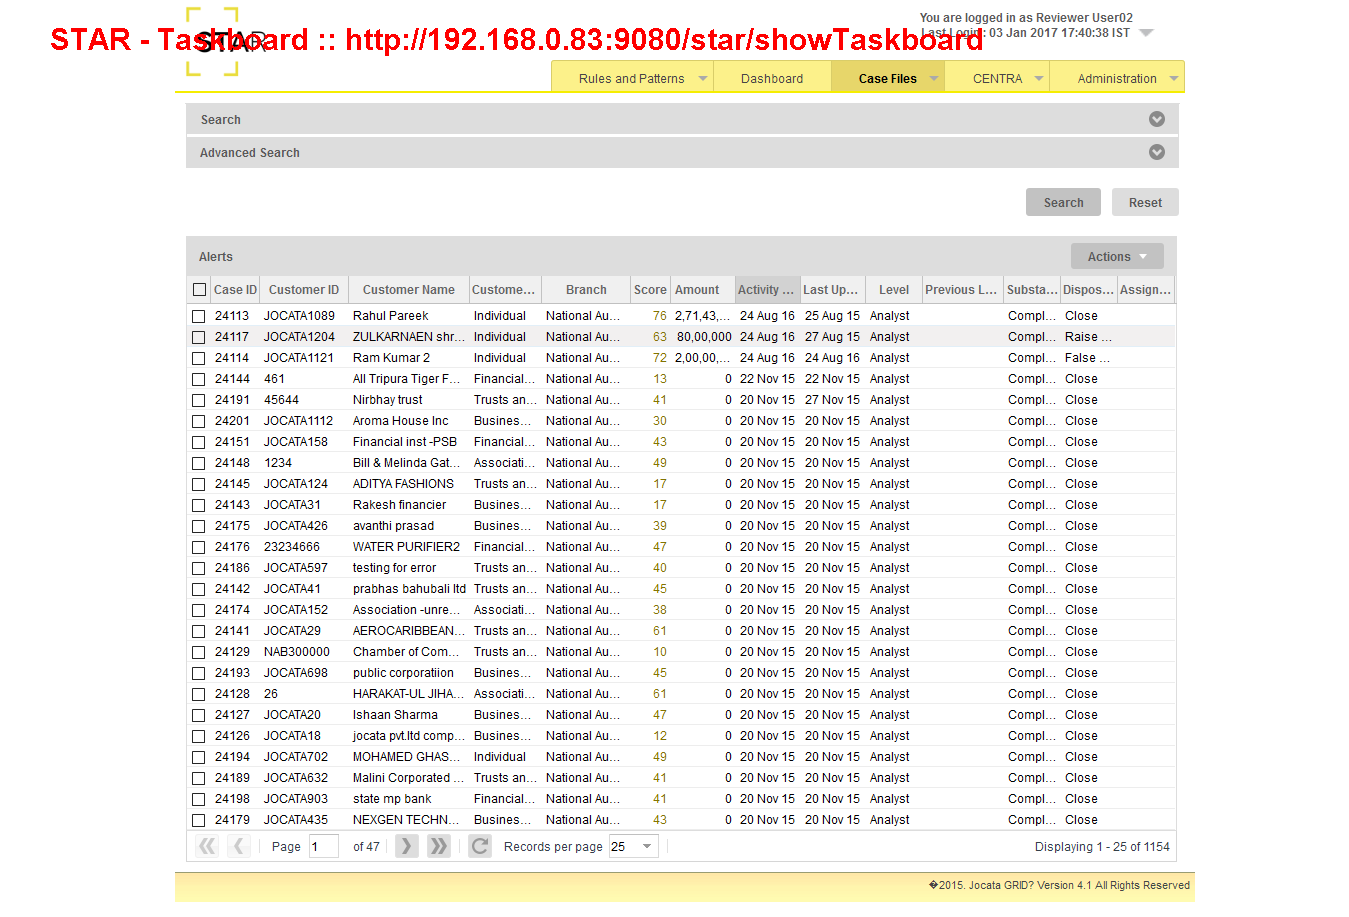 You are logged in as Reviewer User02
STAR - Taskboard :: http://192.168.0.83:9080/star/showTaskboard
STAR
Last Login : 03 Jan 2017 17:40:38 IST
Rules and Patterns Dashboard Case Files CENTRA Administration
Search
Advanced Search
Search Reset
Alerts Actions
Case ID Customer ID Customer Name Custome... Branch Score Amount Activity ... Last Up... Level Previous L... Substa... Dispos... Assign...
24113 JOCATA1089 Rahul Pareek Individual National Au... 76 2,71,43,... 24 Aug 16 25 Aug 15 Analyst Compl... Close
24117 JOCATA1204 ZULKARNAEN shr... Individual National Au... 63 80,00,000 24 Aug 16 27 Aug 15 Analyst Compl... Raise ...
24114 JOCATA1121 Ram Kumar 2 Individual National Au... 72 2,00,00,... 24 Aug 16 24 Aug 16 Analyst Compl... False ...
24144 461 All Tripura Tiger F... Financial... National Au... 13 0 22 Nov 15 22 Nov 15 Analyst Compl... Close
24191 45644 Nirbhay trust Trusts an... National Au... 41 0 20 Nov 15 27 Nov 15 Analyst Compl... Close
24201 JOCATA1112 Aroma House Inc Busines... National Au... 30 0 20 Nov 15 20 Nov 15 Analyst Compl... Close
24151 JOCATA158 Financial inst -PSB Financial... National Au... 43 0 20 Nov 15 20 Nov 15 Analyst Compl... Close
24148 1234 Bill & Melinda Gat... Associati... National Au... 49 0 20 Nov 15 20 Nov 15 Analyst Compl... Close
24145 JOCATA124 ADITYA FASHIONS Trusts an... National Au... 17 0 20 Nov 15 20 Nov 15 Analyst Compl... Close
24143 JOCATA31 Rakesh financier Busines... National Au... 17 0 20 Nov 15 20 Nov 15 Analyst Compl... Close
24175 JOCATA426 avanthi prasad Busines... National Au... 39 0 20 Nov 15 20 Nov 15 Analyst Compl... Close
24176 23234666 WATER PURIFIER2 Financial... National Au... 47 0 20 Nov 15 20 Nov 15 Analyst Compl... Close
24186 JOCATA597 testing for error Trusts an... National Au... 40 0 20 Nov 15 20 Nov 15 Analyst Compl... Close
24142 JOCATA41 prabhas bahubali ltd Trusts an... National Au... 45 0 20 Nov 15 20 Nov 15 Analyst Compl... Close
24174 JOCATA152 Association -unre... Associati... National Au... 38 0 20 Nov 15 20 Nov 15 Analyst Compl... Close
24141 JOCATA29 AEROCARIBBEAN... Trusts an... National Au... 61 0 20 Nov 15 20 Nov 15 Analyst Compl... Close
24129 NAB300000 Chamber of Com... Trusts an... National Au... 10 0 20 Nov 15 20 Nov 15 Analyst Compl... Close
24193 JOCATA698 public corporatiion Busines... National Au... 45 0 20 Nov 15 20 Nov 15 Analyst Compl... Close
24128 26 HARAKAT-UL JIHA... Associati... National Au... 61 0 20 Nov 15 20 Nov 15 Analyst Compl... Close
24127 JOCATA20 Ishaan Sharma Busines... National Au... 47 0 20 Nov 15 20 Nov 15 Analyst Compl... Close
24126 JOCATA18 jocata pvt.ltd comp... Busines... National Au... 12 0 20 Nov 15 20 Nov 15 Analyst Compl... Close
24194 JOCATA702 MOHAMED GHAS... Individual National Au... 49 0 20 Nov 15 20 Nov 15 Analyst Compl... Close
24189 JOCATA632 Malini Corporated ... Trusts an... National Au... 41 0 20 Nov 15 20 Nov 15 Analyst Compl... Close
24198 JOCATA903 state mp bank Financial... National Au... 41 0 20 Nov 15 20 Nov 15 Analyst Compl... Close
24179 JOCATA435 NEXGEN TECHN... Busines... National Au... 43 0 20 Nov 15 20 Nov 15 Analyst Compl... Close
Page 1 of 47 Records per page 25 Displaying 1 - 25 of 1154
�2015. Jocata GRID? Version 4.1 All Rights Reserved